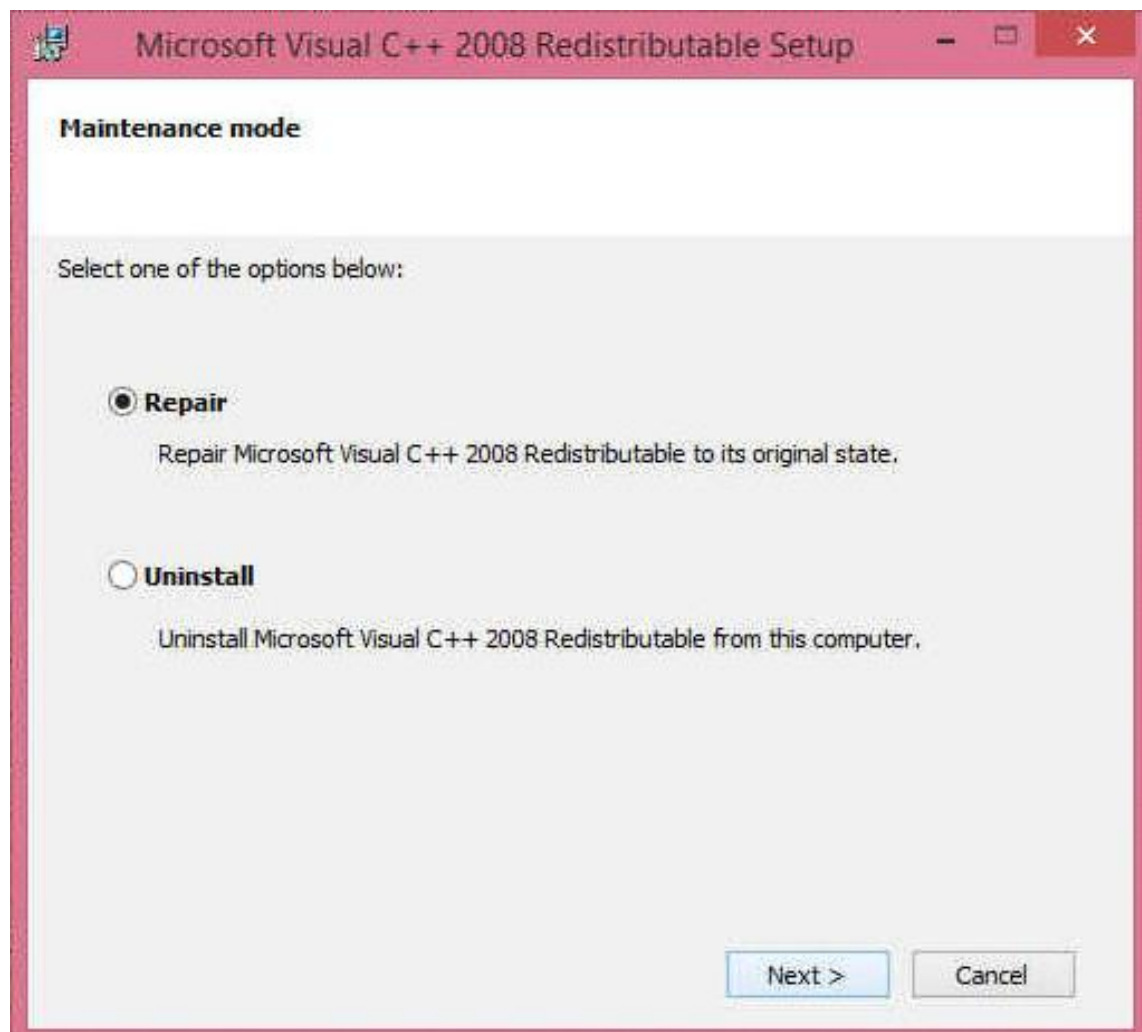 Microsoft Visual C++ 2008 Redistributable Setup
Maintenance mode
Select one of the options below:
Repair
Repair Microsoft Visual C++ 2008 Redistributable to its original state.
Uninstall
Uninstall Microsoft Visual C++ 2008 Redistributable from this computer.
Next >
Cancel